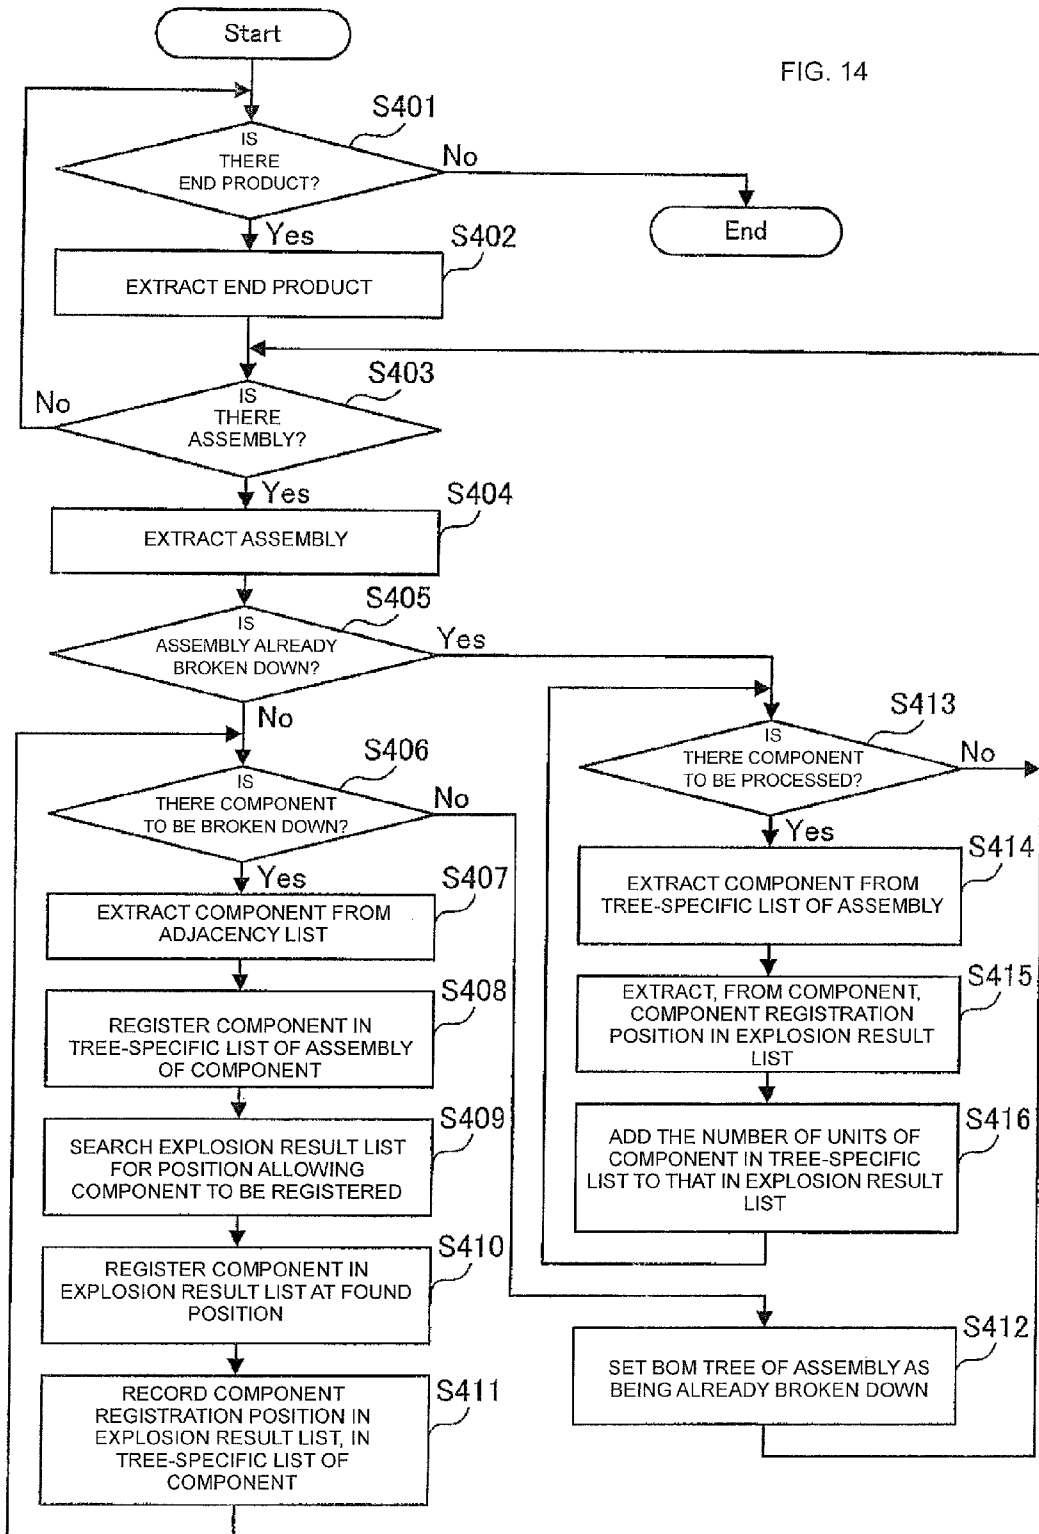 Start
FIG. 14
S401
IS
THERE
END PRODUCT?
No
Yes
End
S402
EXTRACT END PRODUCT
S403
No
IS
THERE
ASSEMBLY?
Yes
S404
EXTRACT ASSEMBLY
S405
IS
ASSEMBLY ALREADY
BROKEN DOWN?
Yes
No
S406
IS
THERE COMPONENT
TO BE BROKEN DOWN?
No
Yes
S407
EXTRACT COMPONENT FROM
ADJACENCY LIST
S408
REGISTER COMPONENT IN
TREE-SPECIFIC LIST OF ASSEMBLY
OF COMPONENT
S409
SEARCH EXPLOSION RESULT LIST
FOR POSITION ALLOWING
COMPONENT TO BE REGISTERED
S410
REGISTER COMPONENT IN
EXPLOSION RESULT LIST AT FOUND
POSITION
S411
RECORD COMPONENT
REGISTRATION POSITION IN
EXPLOSION RESULT LIST, IN
TREE-SPECIFIC LIST OF
COMPONENT
S413
IS
THERE COMPONENT
TO BE PROCESSED?
No
Yes
S414
EXTRACT COMPONENT FROM
TREE-SPECIFIC LIST OF ASSEMBLY
S415
EXTRACT, FROM COMPONENT,
COMPONENT REGISTRATION
POSITION IN EXPLOSION RESULT
LIST
S416
ADD THE NUMBER OF UNITS OF
COMPONENT IN TREE-SPECIFIC
LIST TO THAT IN EXPLOSION RESULT
LIST
S412
SET BOM TREE OF ASSEMBLY AS
BEING ALREADY BROKEN DOWN